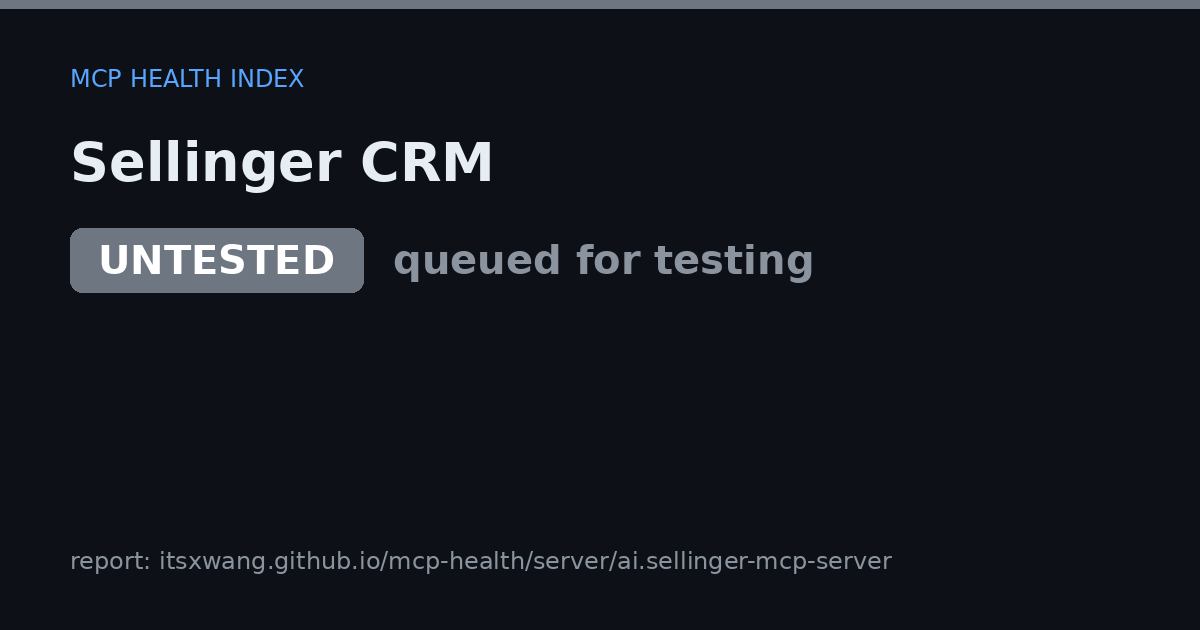 MCP HEALTH INDEX
Sellinger CRM
UNTESTED queued for testing
report: itsxwang.github.io/mcp-health/server/ai.sellinger-mcp-server